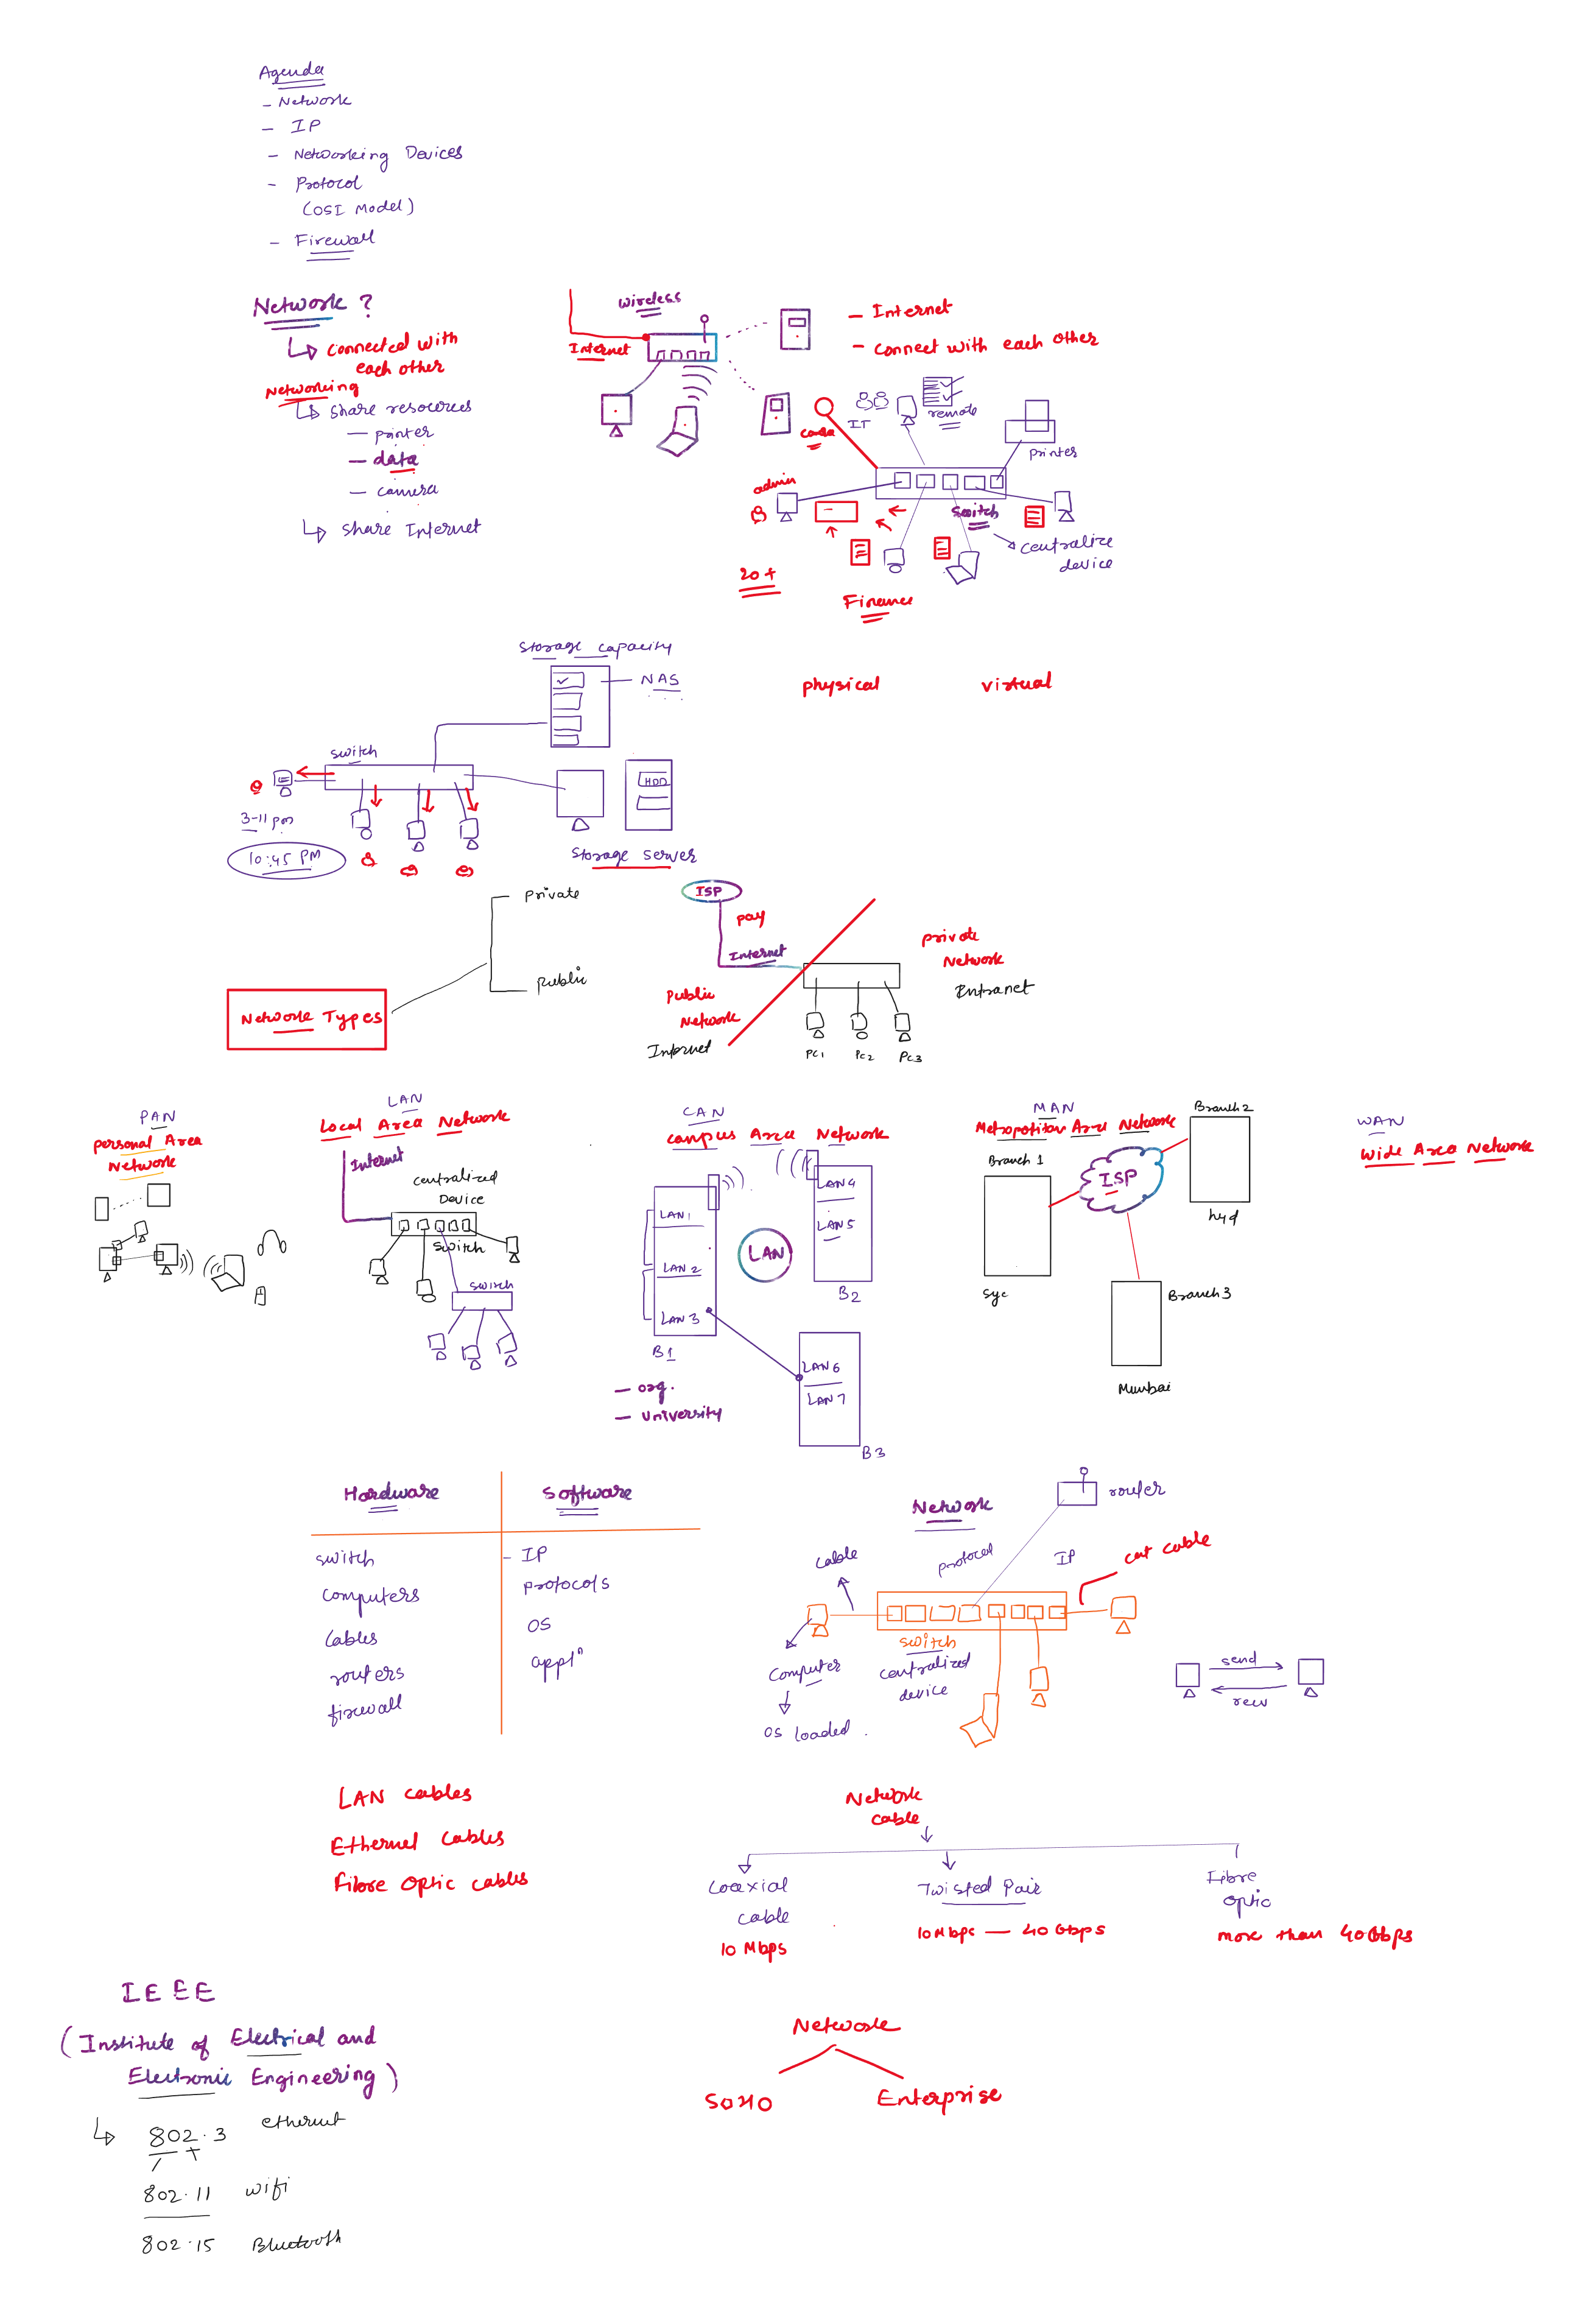 Agenda
- Network
- IP
- Networking Devices
- Protocol
(OSI Model)
- Firewall
Network ?
connected with
each other
Networking
share resources
- printer
- data
- camera
share Internet
wireless
Internet
- Internet
- connect with each other
IT
remote
printer
admin
switch
centralize
device
20+
Finance
storage capacity
NAS
physical
virtual
switch
3-11 pm
10:45 PM
HDD
storage server
private
public
Network Types
ISP
pay
Internet
private
Network
Intranet
public
Network
Internet
PC1
PC2
PC3
PAN
personal Area
Network
LAN
Local Area Network
Internet
centralized
Device
switch
switch
CAN
campus Area Network
LAN1
LAN 2
LAN 3
B1
LAN
LAN4
LAN5
B2
LAN6
LAN7
B3
- org.
- University
MAN
Metropolitan Area Network
Branch 1
ISP
Branch2
hyd
syc
Branch 3
Mumbai
WAN
Wide Area Network
Hardware
Software
switch
- IP
computers
protocols
cables
OS
routers
appln
firewall
Network
router
cable
protocol
IP
cat cable
switch
centralized
device
computer
OS loaded.
send
LAN cables
Ethernet cables
Fibre Optic cables
Network
cable
coaxial
cable
10 Mbps
Twisted Pair
10Mbps — 40 Gbps
Fibre
optic
more than 40Gbps
IEEE
(Institute of Electrical and
Electronic Engineering)
802.3 ethernet
802.11 wifi
802.15 Bluetooth
Network
SOHO
Enterprise